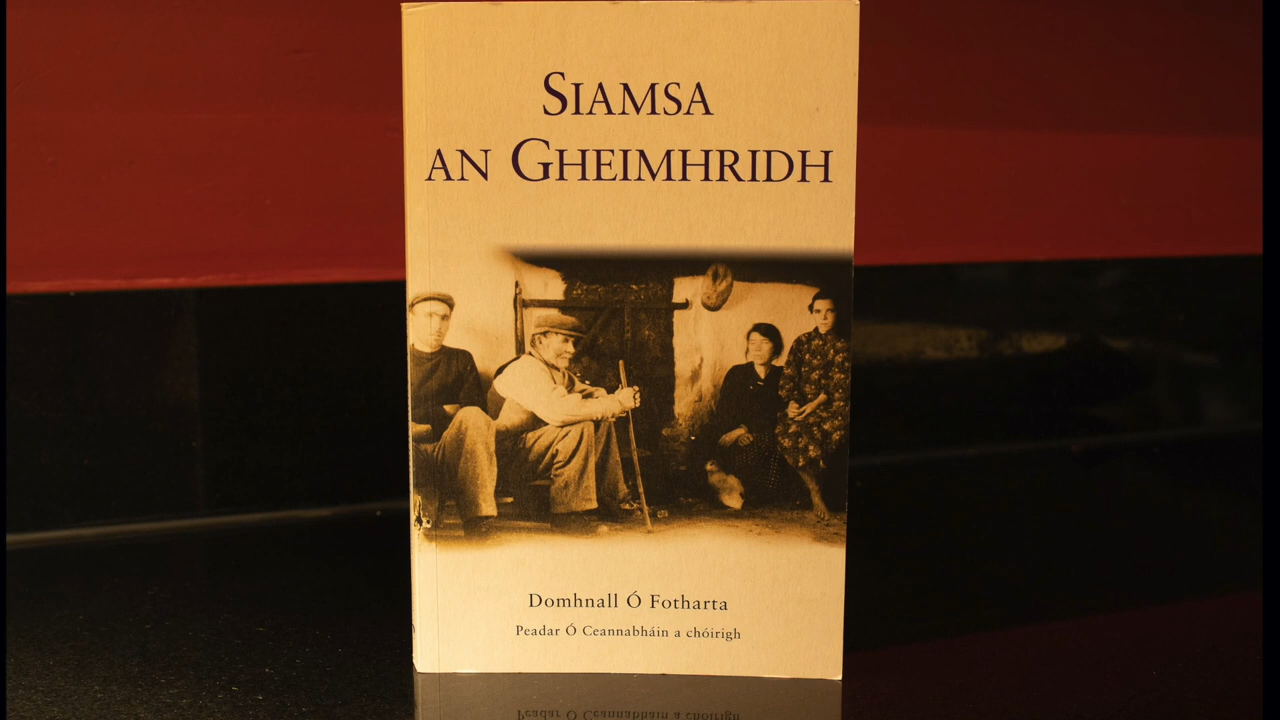 SIAMSA
AN GHEIMHRIDH
Domhnall Ó Fotharta
Peadar Ó Ceannabháin a chóirigh